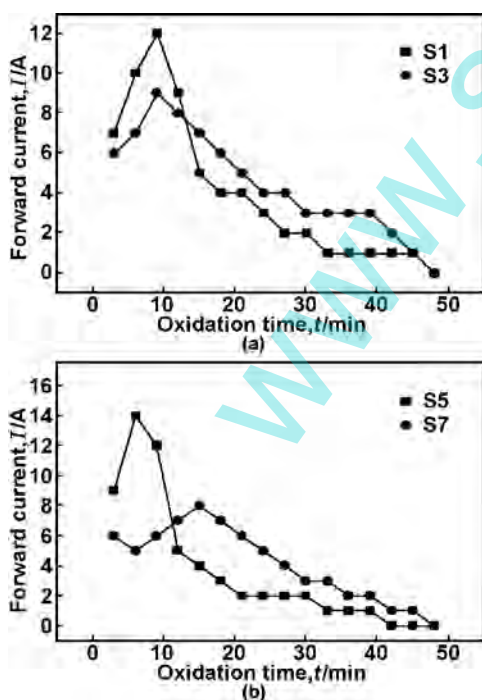 12
10
8
6
4
2
0
Forward current, I/A
S1
S3
0 10 20 30 40 50
Oxidation time, t/min
(a)
16
14
12
10
8
6
4
2
0
Forward current, I/A
S5
S7
0 10 20 30 40 50
Oxidation time, t/min
(b)
www.s